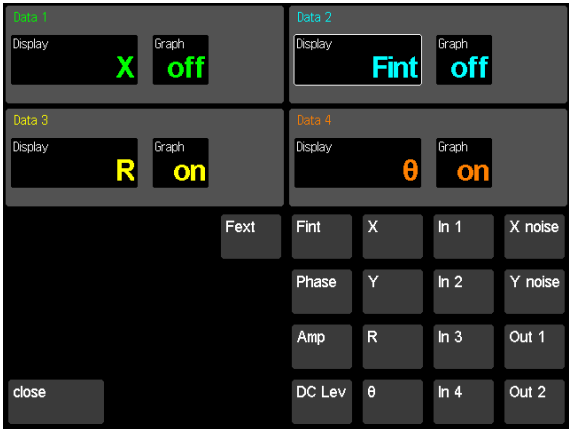 Data 1
Data 2
Display
Graph
Display
Graph
X
off
Fint
off
Data 3
Data 4
Display
Graph
Display
Graph
R
on
θ
on
Fext
Fint
X
In 1
X noise
Phase
Y
In 2
Y noise
Amp
R
In 3
Out 1
close
DC Lev
θ
In 4
Out 2